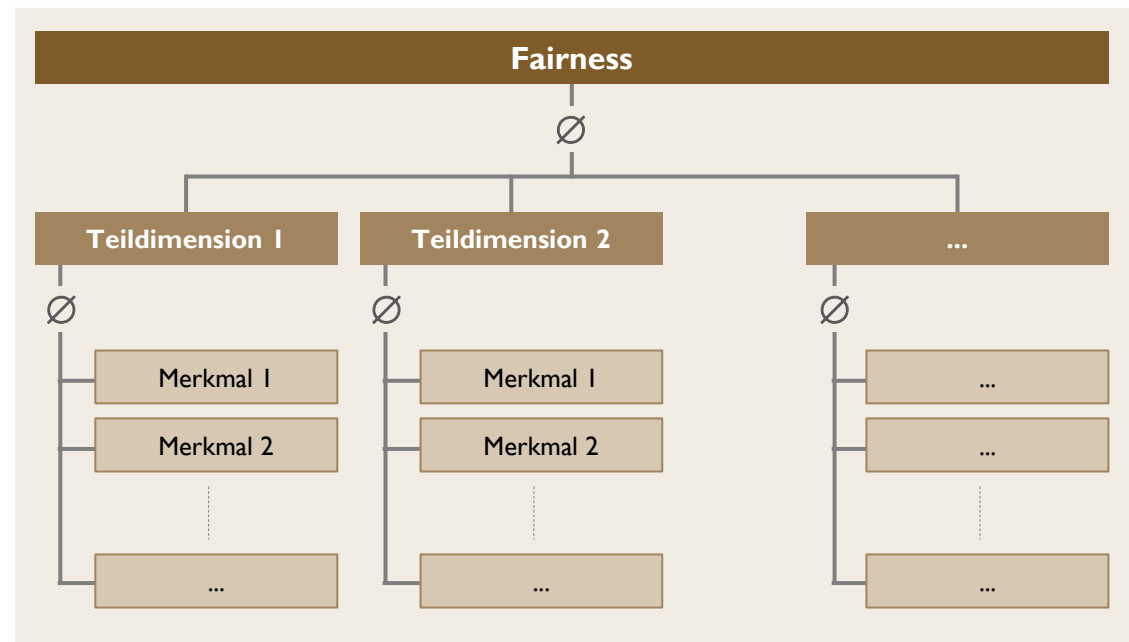 Fairness
Ø
Teildimension 1
Teildimension 2
...
Ø
Ø
Ø
Merkmal 1
Merkmal 1
...
Merkmal 2
Merkmal 2
...
...
...
...